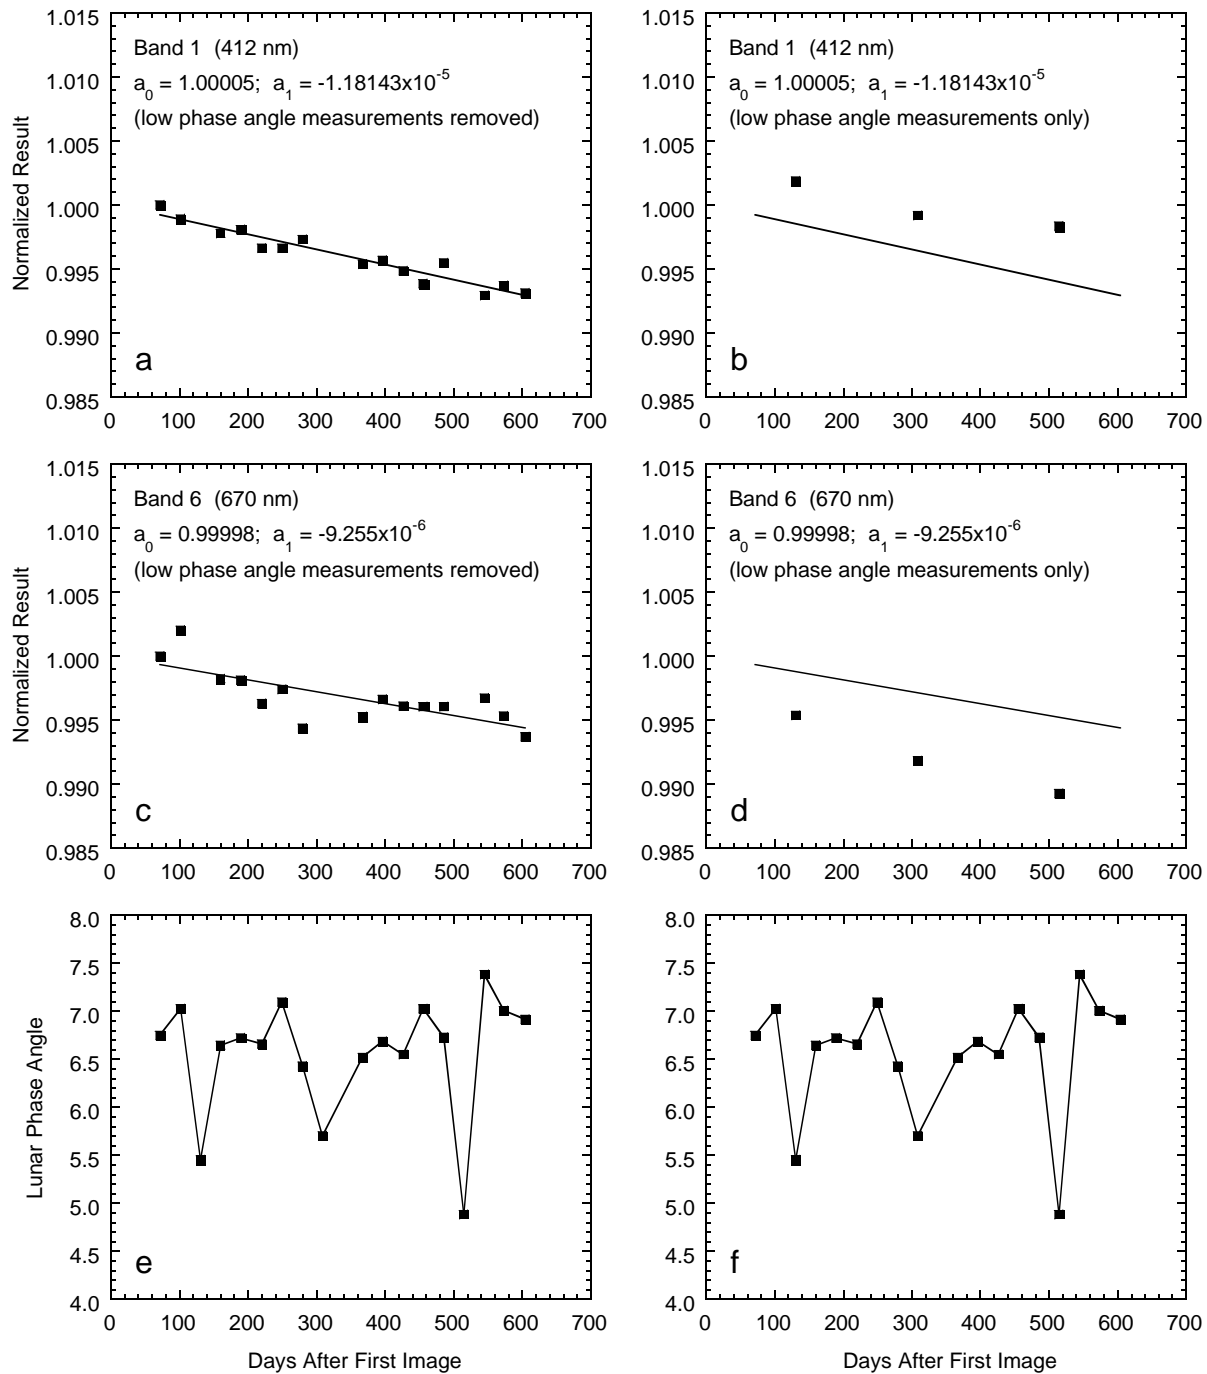 1.015
1.010
1.005
1.000
0.995
0.990
0.985
Normalized Result
Band 1 (412 nm)
a0 = 1.00005; a1 = -1.18143x10-5
(low phase angle measurements removed)
a
0 100 200 300 400 500 600 700
1.015
1.010
1.005
1.000
0.995
0.990
0.985
Band 1 (412 nm)
a0 = 1.00005; a1 = -1.18143x10-5
(low phase angle measurements only)
b
0 100 200 300 400 500 600 700
1.015
1.010
1.005
1.000
0.995
0.990
0.985
Normalized Result
Band 6 (670 nm)
a0 = 0.99998; a1 = -9.255x10-6
(low phase angle measurements removed)
c
0 100 200 300 400 500 600 700
1.015
1.010
1.005
1.000
0.995
0.990
0.985
Band 6 (670 nm)
a0 = 0.99998; a1 = -9.255x10-6
(low phase angle measurements only)
d
0 100 200 300 400 500 600 700
8.0
7.5
7.0
6.5
6.0
5.5
5.0
4.5
4.0
Lunar Phase Angle
e
0 100 200 300 400 500 600 700
Days After First Image
8.0
7.5
7.0
6.5
6.0
5.5
5.0
4.5
4.0
f
0 100 200 300 400 500 600 700
Days After First Image